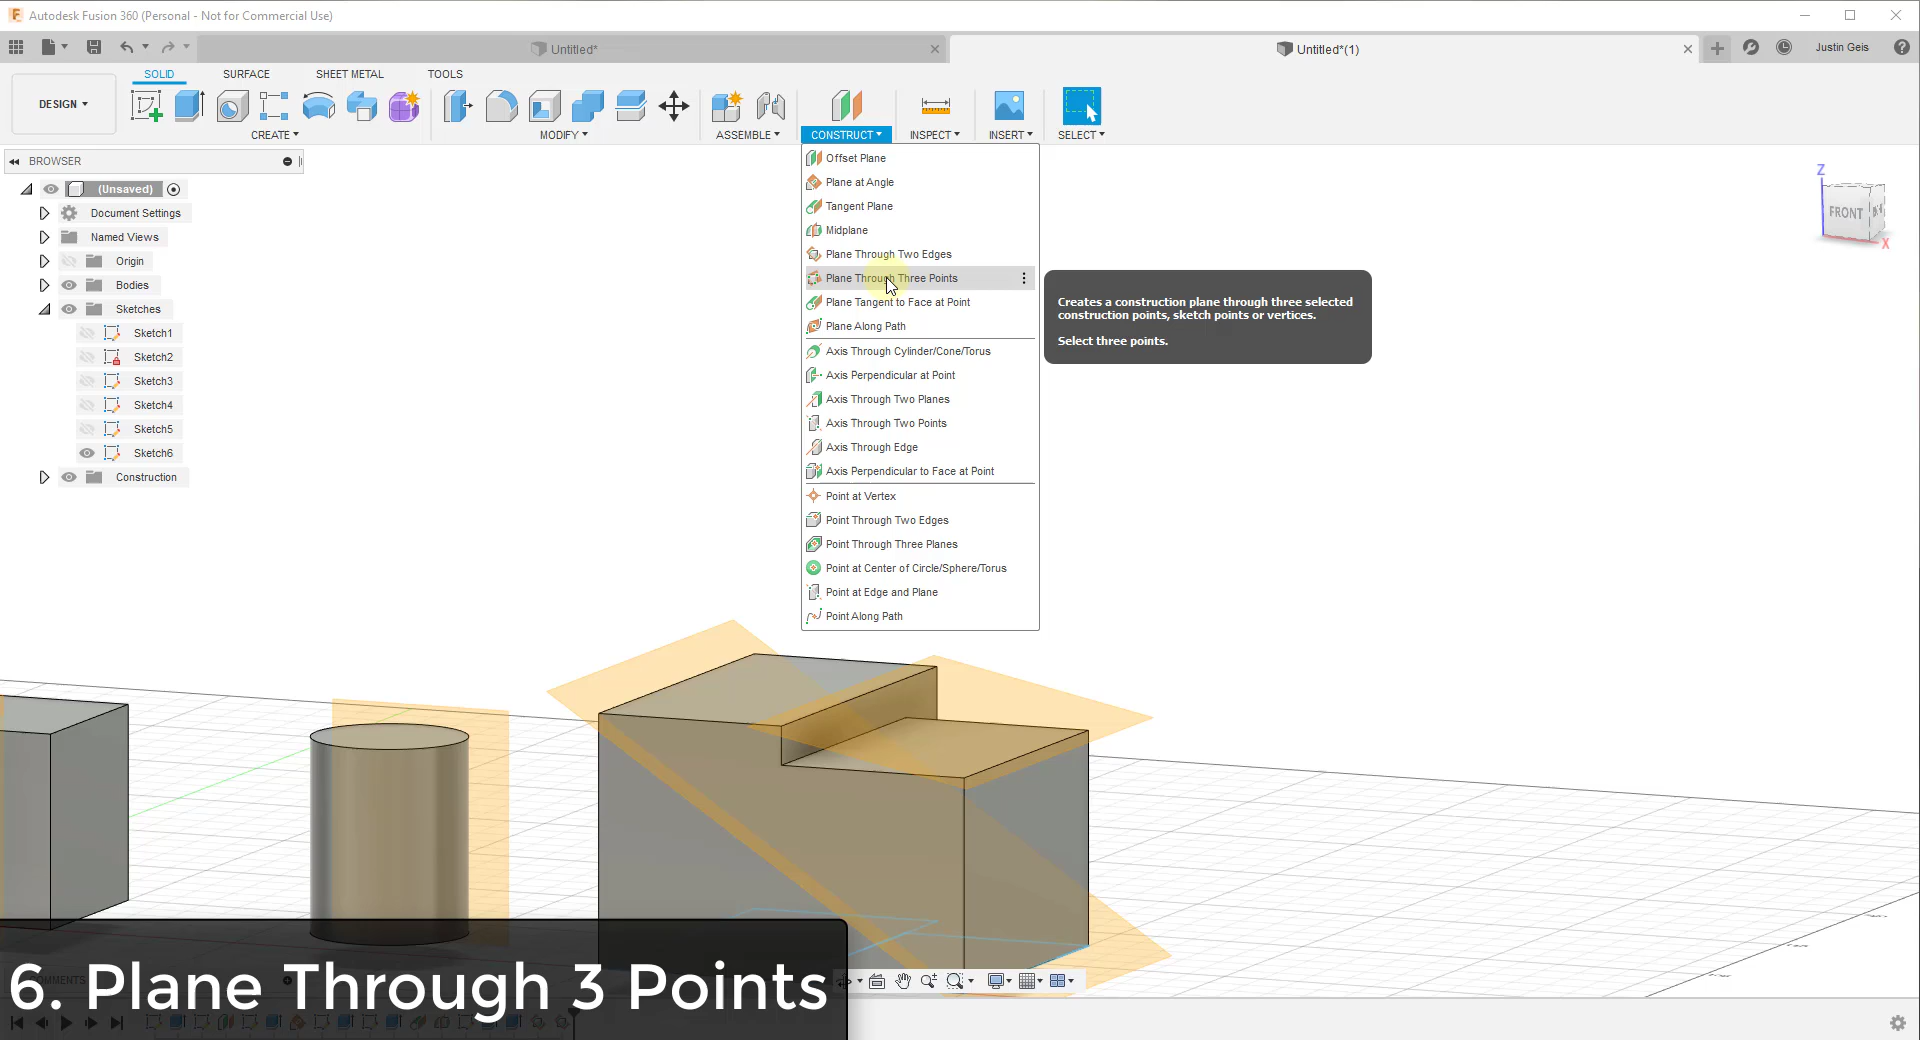 Autodesk Fusion 360 (Personal - Not for Commercial Use)
Untitled*
Untitled*(1)
Justin Geis
SOLID
SURFACE
SHEET METAL
TOOLS
DESIGN
CREATE
MODIFY
ASSEMBLE
CONSTRUCT
INSPECT
INSERT
SELECT
BROWSER
(Unsaved)
Document Settings
Named Views
Origin
Bodies
Sketches
Sketch1
Sketch2
Sketch3
Sketch4
Sketch5
Sketch6
Construction
Offset Plane
Plane at Angle
Tangent Plane
Midplane
Plane Through Two Edges
Plane Through Three Points
Plane Tangent to Face at Point
Plane Along Path
Axis Through Cylinder/Cone/Torus
Axis Perpendicular at Point
Axis Through Two Planes
Axis Through Two Points
Axis Through Edge
Axis Perpendicular to Face at Point
Point at Vertex
Point Through Two Edges
Point Through Three Planes
Point at Center of Circle/Sphere/Torus
Point at Edge and Plane
Point Along Path
Creates a construction plane through three selected
construction points, sketch points or vertices.
Select three points.
Z
FRONT
X
COMMENTS
6. Plane Through 3 Points